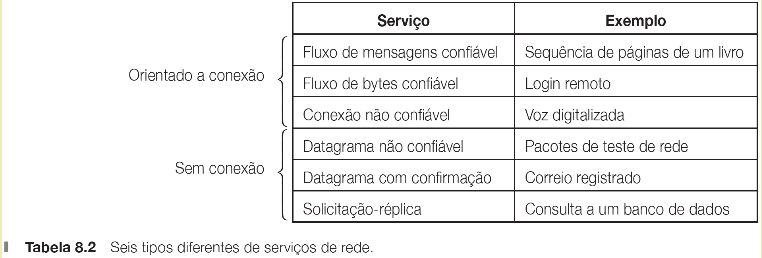 Serviço Exemplo
Orientado a conexão
Fluxo de mensagens confiável Sequência de páginas de um livro
Fluxo de bytes confiável Login remoto
Conexão não confiável Voz digitalizada
Sem conexão
Datagrama não confiável Pacotes de teste de rede
Datagrama com confirmação Correio registrado
Solicitação-réplica Consulta a um banco de dados
Tabela 8.2 Seis tipos diferentes de serviços de rede.